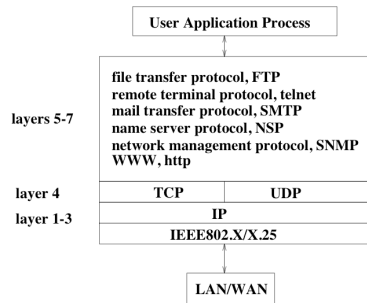 User Application Process
file transfer protocol, FTP
remote terminal protocol, telnet
mail transfer protocol, SMTP
name server protocol, NSP
network management protocol, SNMP
WWW, http
layers 5-7
layer 4
TCP
UDP
layer 1-3
IP
IEEE802.X/X.25
LAN/WAN